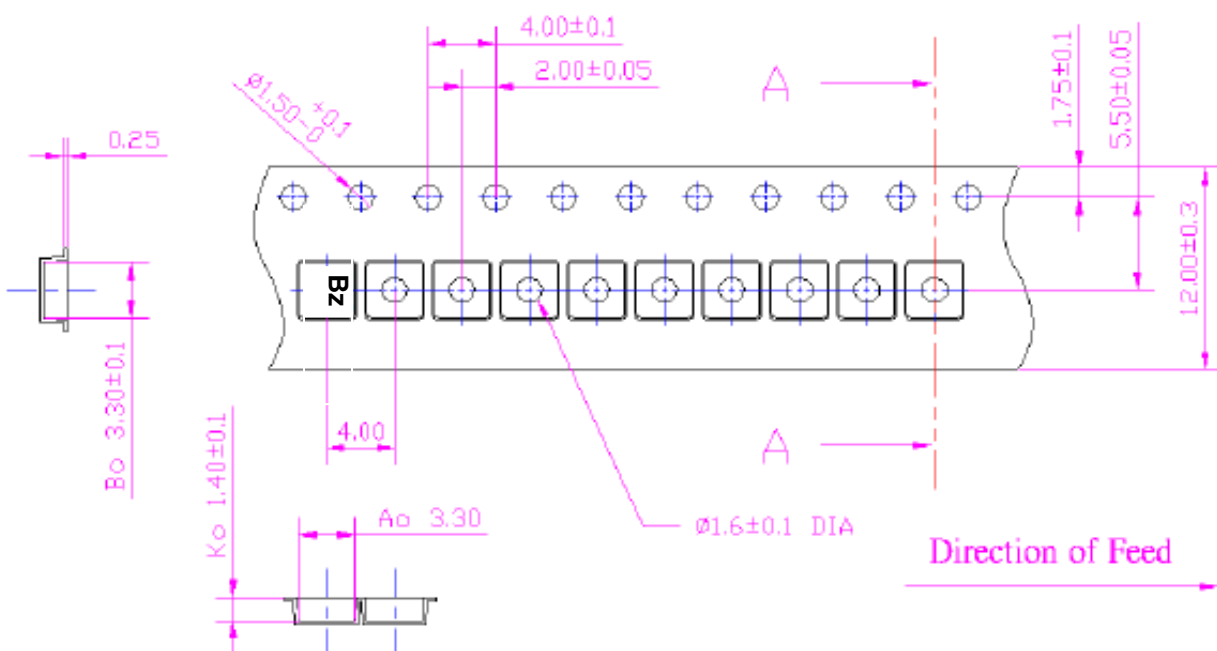 4.00±0.1
2.00±0.05
ø1.50 +0.1
-0
0.25
A
1.75±0.1
5.50±0.05
12.00±0.3
Bz
Bo 3.30±0.1
4.00
Ko 1.40±0.1
Ao 3.30
A
ø1.6±0.1 DIA
Direction of Feed